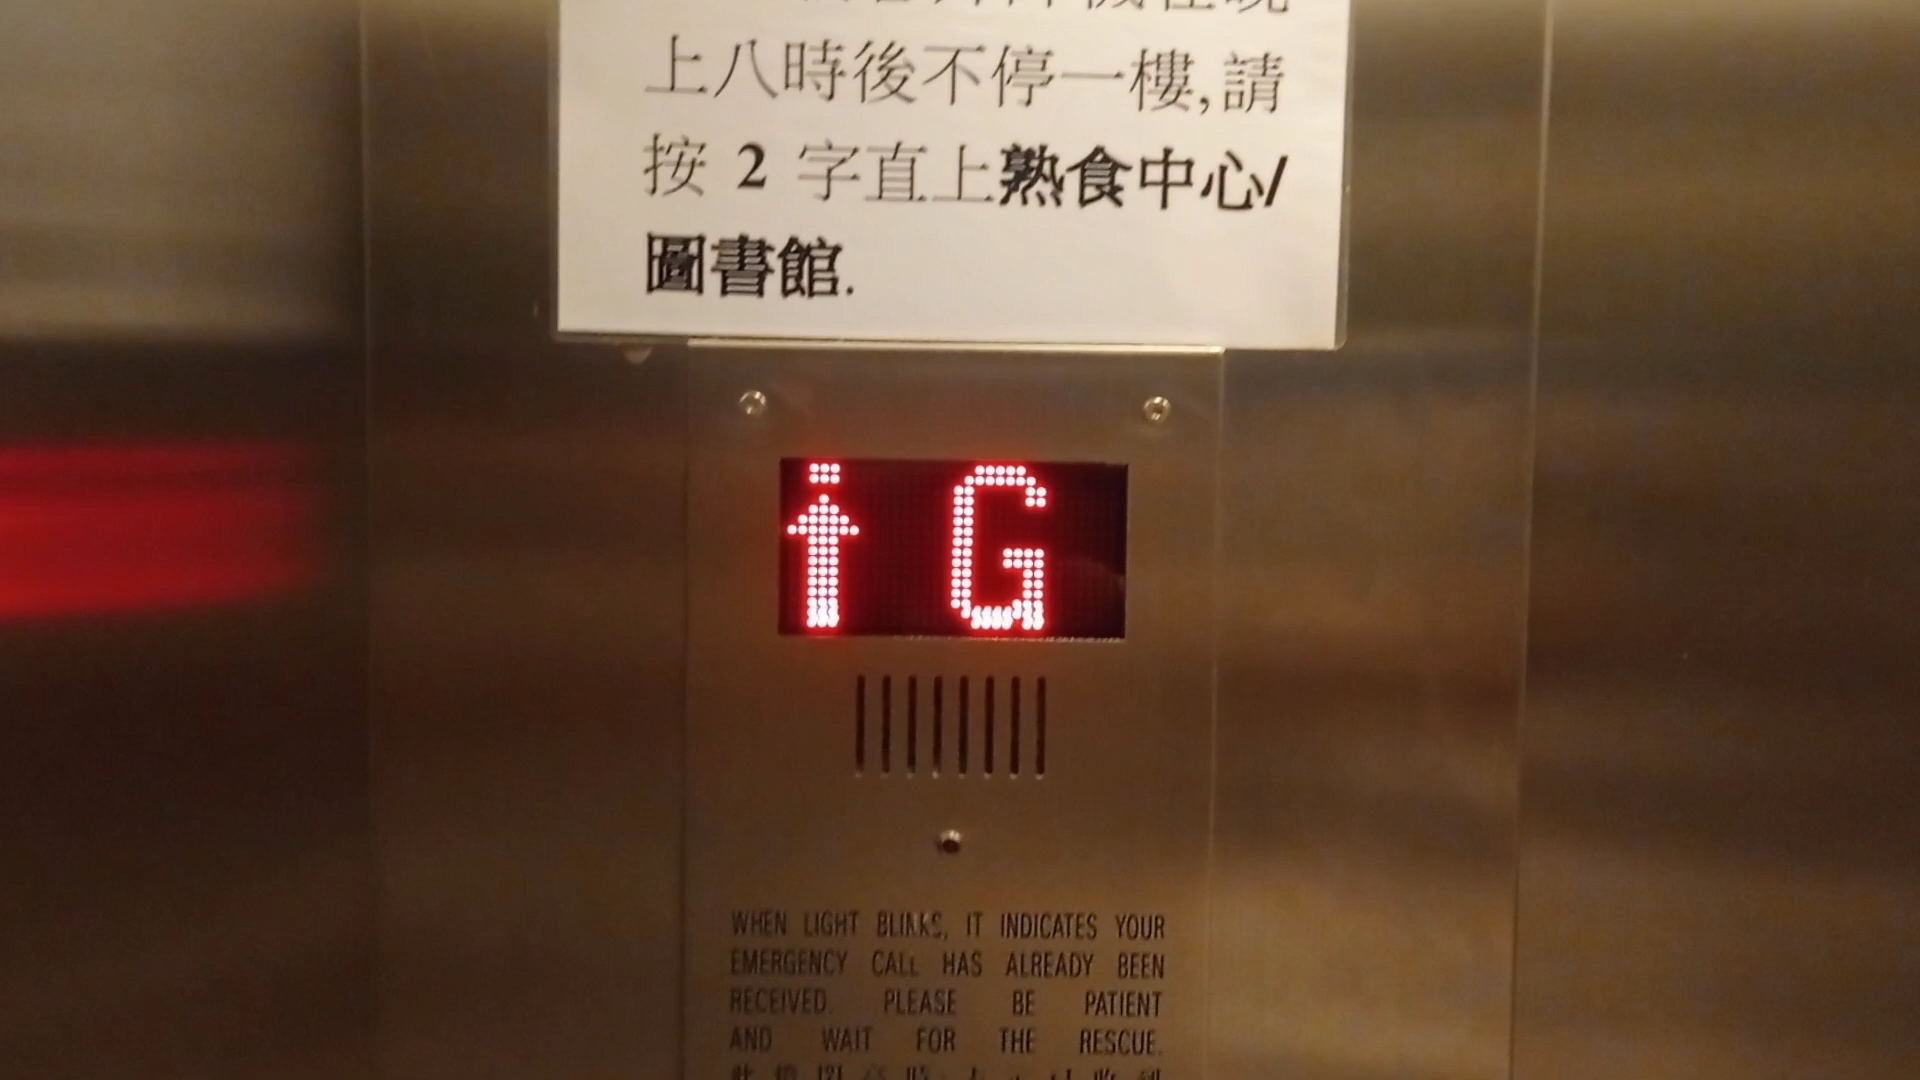 上八時後不停一樓,請
按 2 字直上熟食中心/
圖書館.
G
WHEN LIGHT BLINKS, IT INDICATES YOUR
EMERGENCY CALL HAS ALREADY BEEN
RECEIVED. PLEASE BE PATIENT
AND WAIT FOR THE RESCUE.